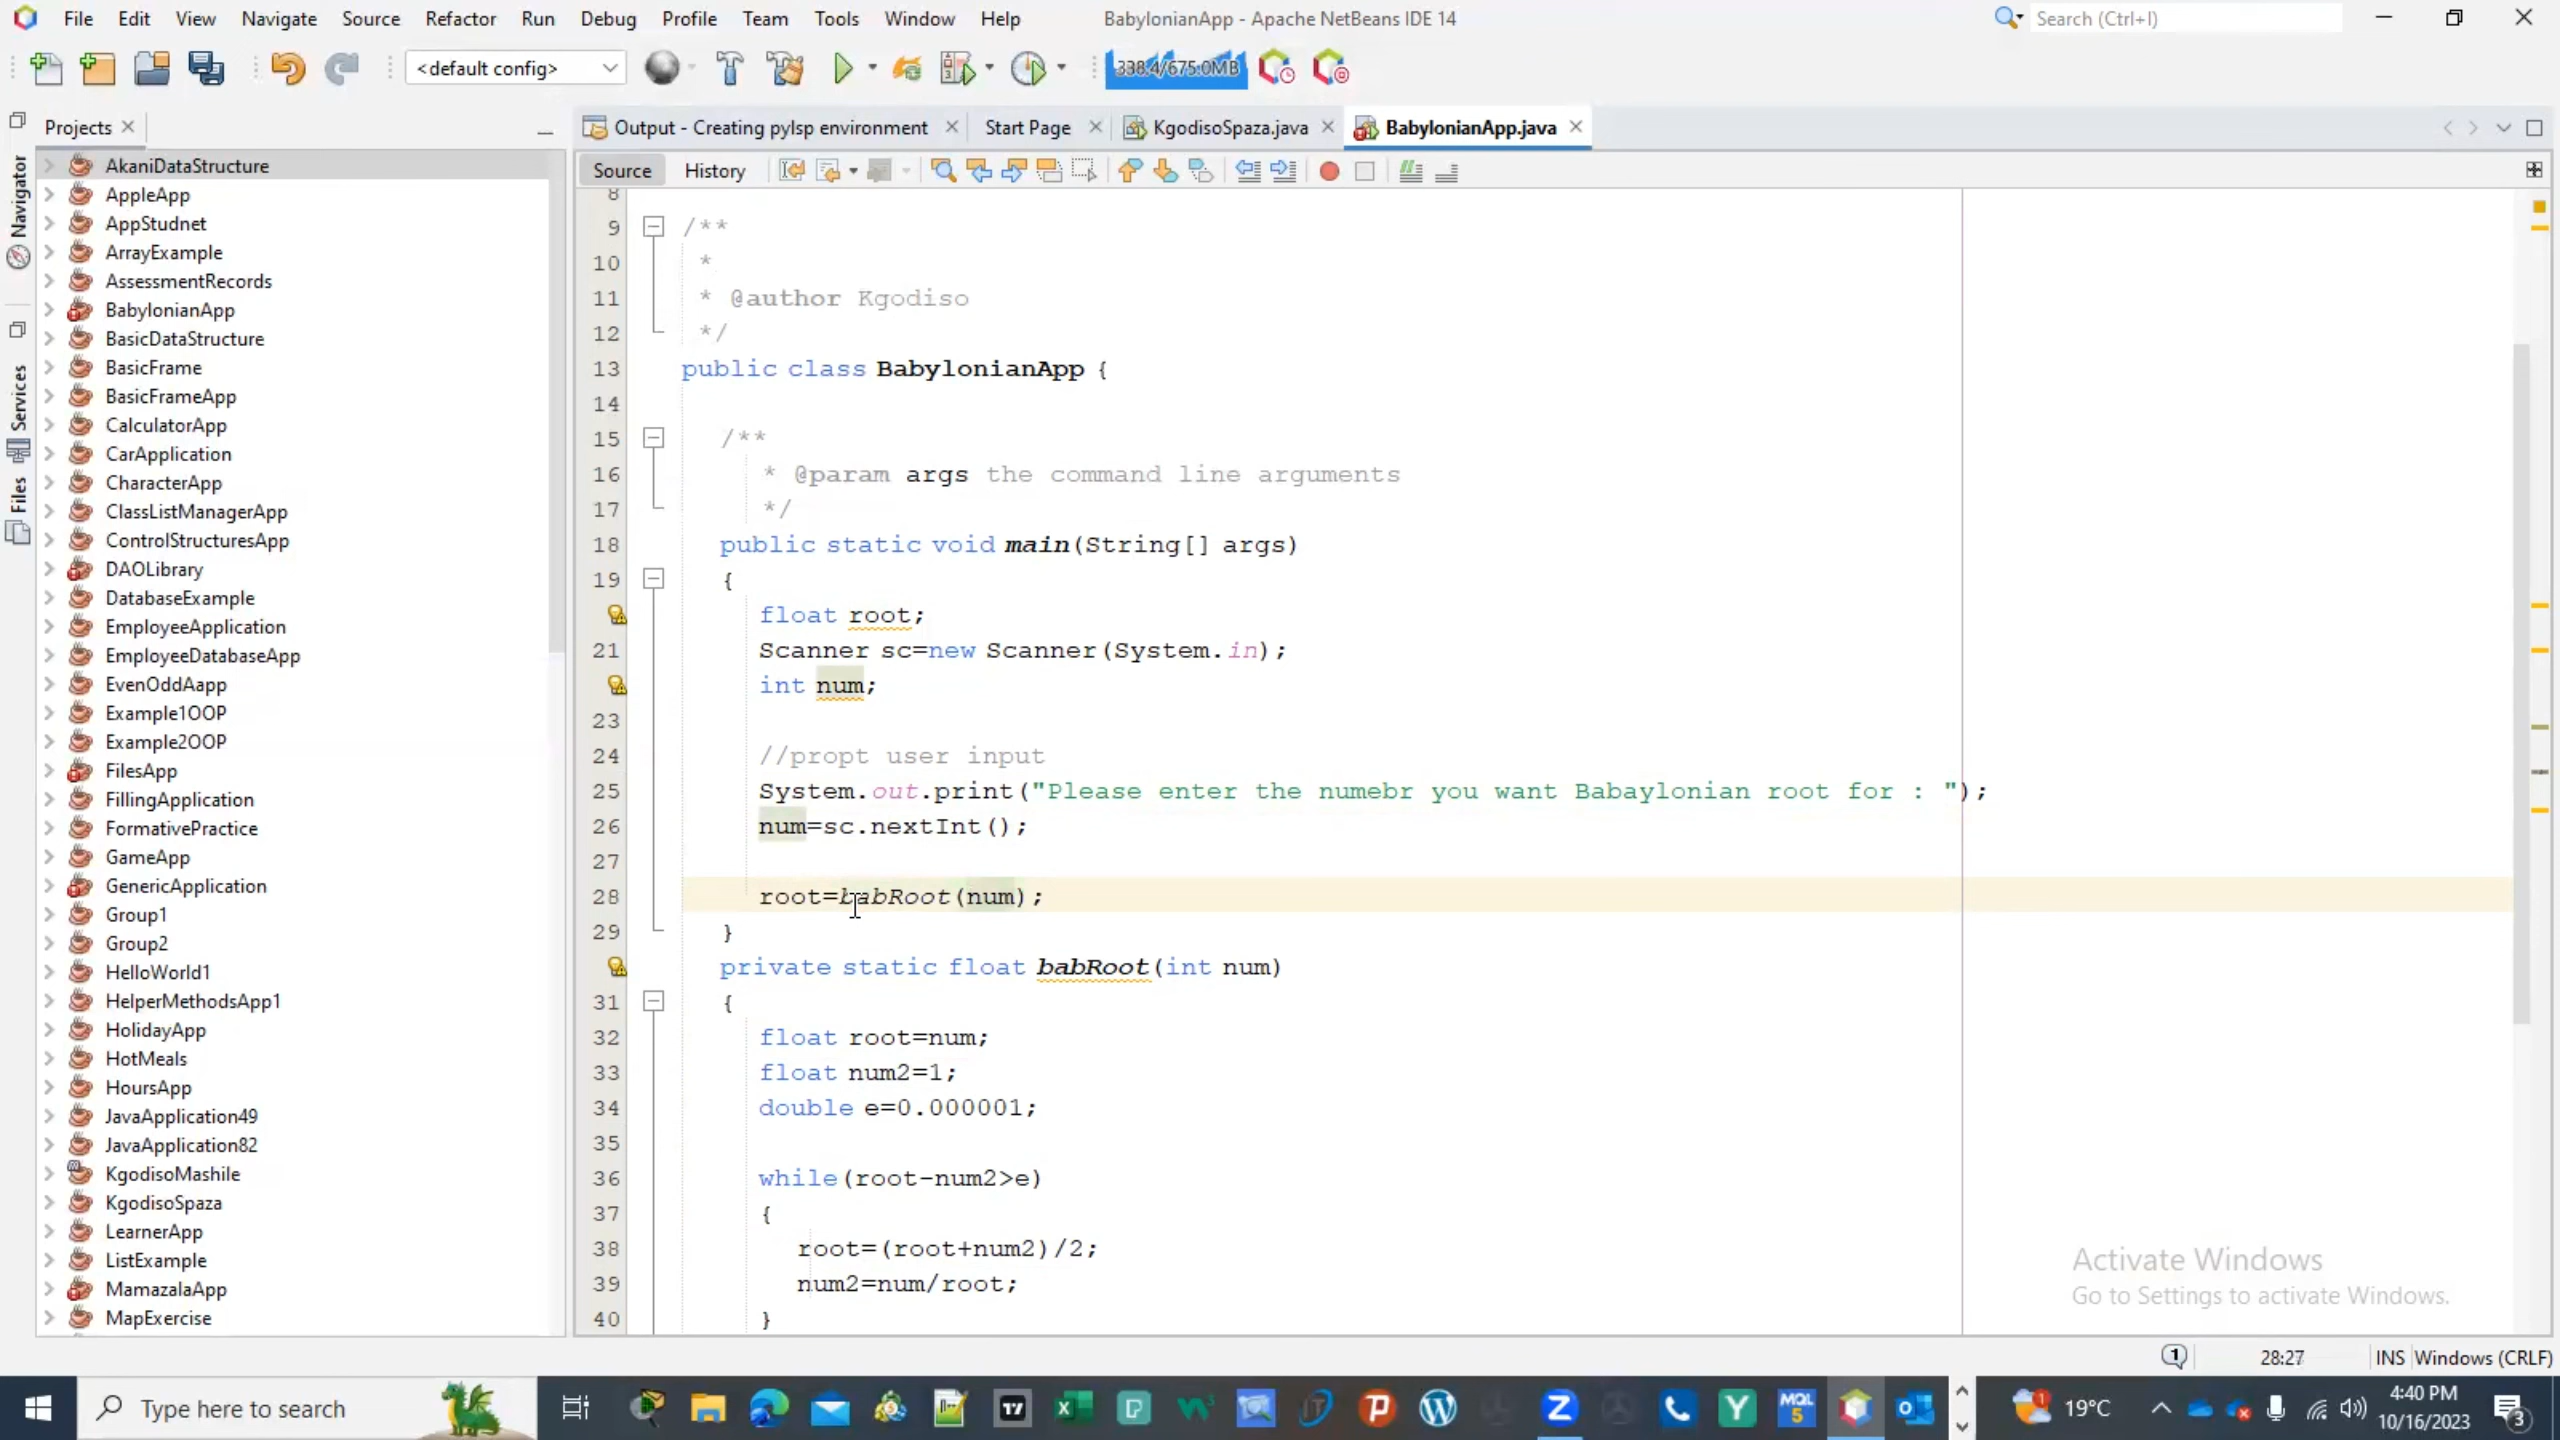 File Edit View Navigate Source Refactor Run Debug Profile Team Tools Window Help BabylonianApp - Apache NetBeans IDE 14 Search (Ctrl+I)
<default config> 338.4/675.0MB
Projects Output - Creating pylsp environment Start Page KgodisoSpaza.java BabylonianApp.java
Source History
Navigator
Services
Files
AkaniDataStructure
AppleApp
AppStudnet
ArrayExample
AssessmentRecords
BabylonianApp
BasicDataStructure
BasicFrame
BasicFrameApp
CalculatorApp
CarApplication
CharacterApp
ClassListManagerApp
ControlStructuresApp
DAOLibrary
DatabaseExample
EmployeeApplication
EmployeeDatabaseApp
EvenOddAapp
Example1OOP
Example2OOP
FilesApp
FillingApplication
FormativePractice
GameApp
GenericApplication
Group1
Group2
HelloWorld1
HelperMethodsApp1
HolidayApp
HotMeals
HoursApp
JavaApplication49
JavaApplication82
KgodisoMashile
KgodisoSpaza
LearnerApp
ListExample
MamazalaApp
MapExercise
8
9 /**
10 *
11 * @author Kgodiso
12 */
13 public class BabylonianApp {
14
15 /**
16 * @param args the command line arguments
17 */
18 public static void main(String[] args)
19 {
float root;
21 Scanner sc=new Scanner(System.in);
int num;
23
24 //propt user input
25 System.out.print("Please enter the numebr you want Babaylonian root for : ");
26 num=sc.nextInt();
27
28 root=babRoot(num);
29 }
private static float babRoot(int num)
31 {
32 float root=num;
33 float num2=1;
34 double e=0.000001;
35
36 while(root-num2>e)
37 {
38 root=(root+num2)/2;
39 num2=num/root;
40 }
Activate Windows
Go to Settings to activate Windows.
1 28:27 INS Windows (CRLF)
Type here to search 19°C 4:40 PM
10/16/2023 3